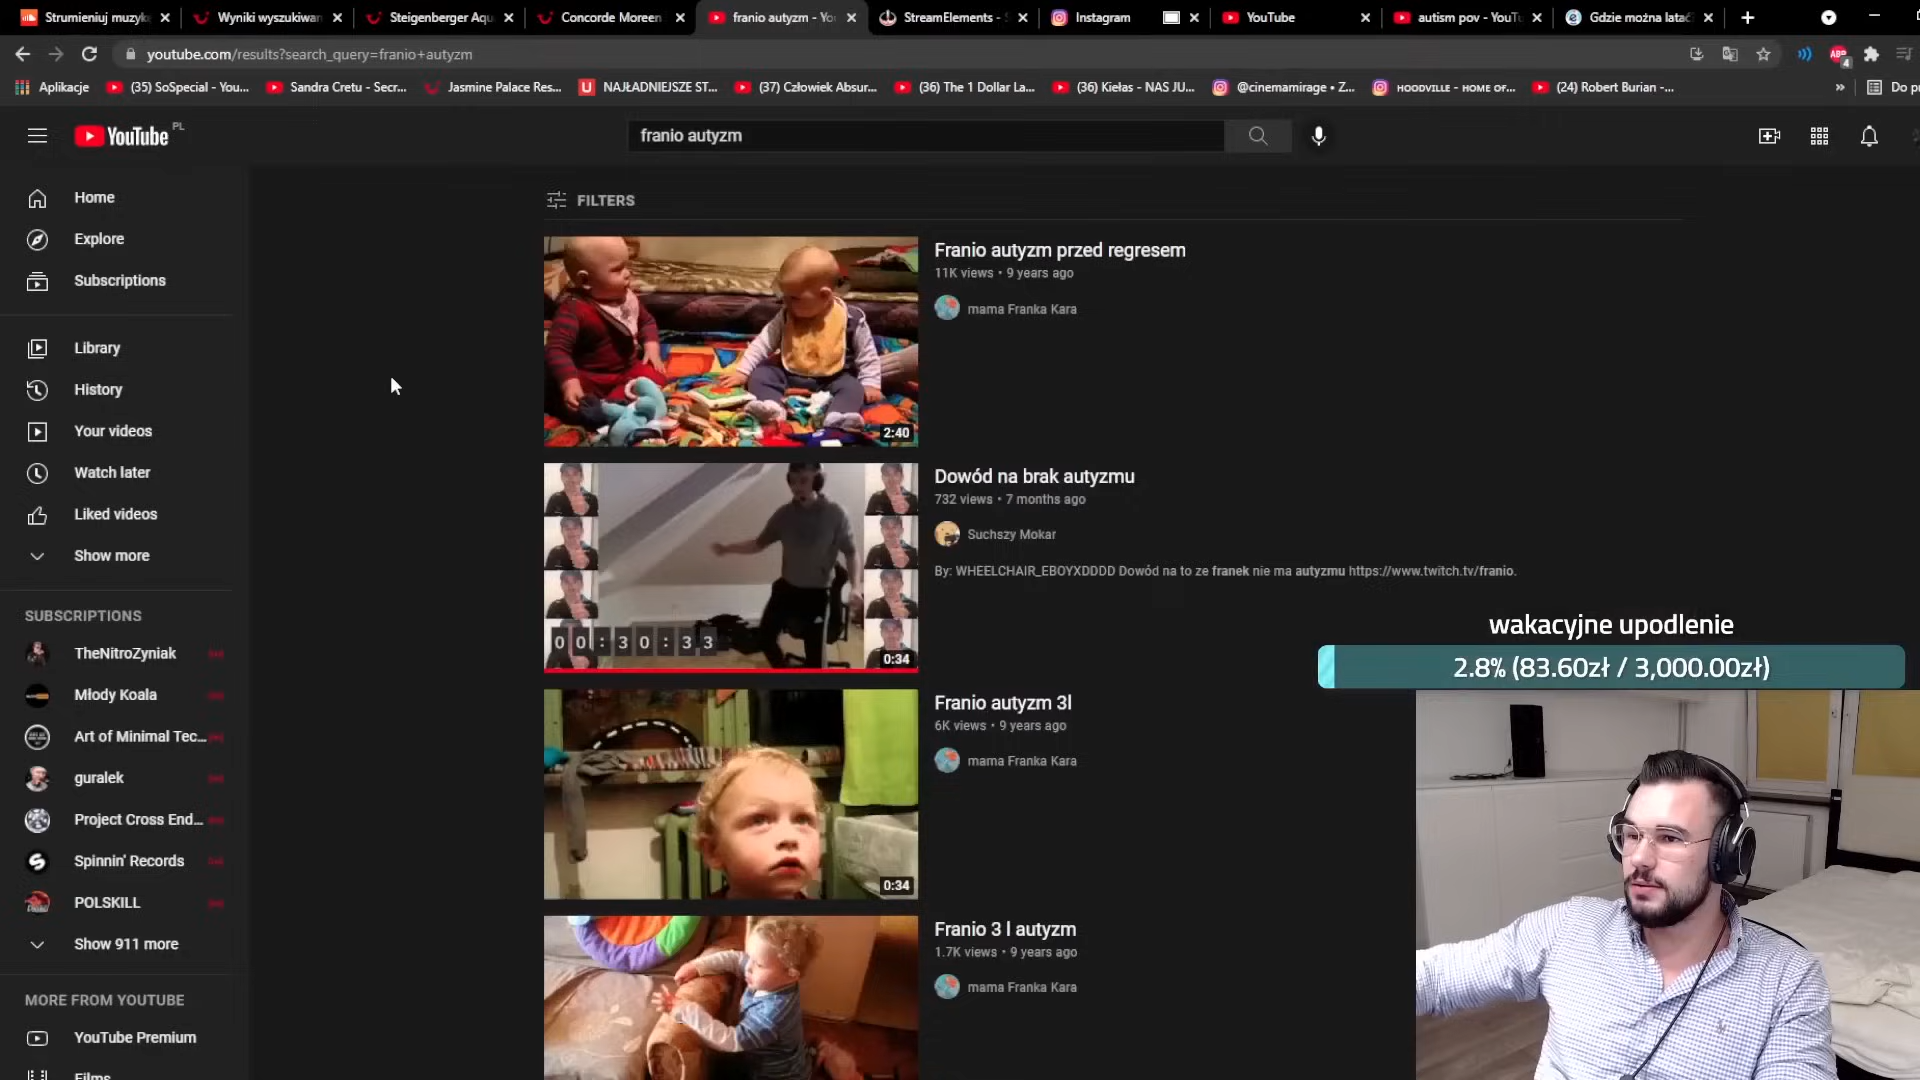 Strumieniuj muzyk
Wyniki wyszukiwan
Steigenberger Aqu
Concorde Moreen
franio autyzm - Yo
StreamElements - S
Instagram
YouTube
autism pov - YouT
Gdzie można latać
youtube.com/results?search_query=franio+autyzm
ABP
4
Aplikacje
(35) SoSpecial - You...
Sandra Cretu - Secr...
Jasmine Palace Res...
NAJŁADNIEJSZE ST...
(37) Człowiek Absur...
(36) The 1 Dollar La...
(36) Kiełas - NAS JU...
@cinemamirage • Z...
HOODVILLE - HOME OF...
(24) Robert Burian -...
»
Do p
YouTube PL
franio autyzm
Home
Explore
Subscriptions
Library
History
Your videos
Watch later
Liked videos
Show more
SUBSCRIPTIONS
TheNitroZyniak
Młody Koala
Art of Minimal Tec...
guralek
Project Cross End...
Spinnin' Records
POLSKILL
Show 911 more
MORE FROM YOUTUBE
YouTube Premium
Films
FILTERS
Franio autyzm przed regresem
11K views • 9 years ago
mama Franka Kara
2:40
Dowód na brak autyzmu
732 views • 7 months ago
Suchszy Mokar
By: WHEELCHAIR_EBOYXDDDD Dowód na to ze franek nie ma autyzmu https://www.twitch.tv/franio.
00:30:33
0:34
Franio autyzm 3l
6K views • 9 years ago
mama Franka Kara
0:34
Franio 3 l autyzm
1.7K views • 9 years ago
mama Franka Kara
wakacyjne upodlenie
2.8% (83.60zł / 3,000.00zł)